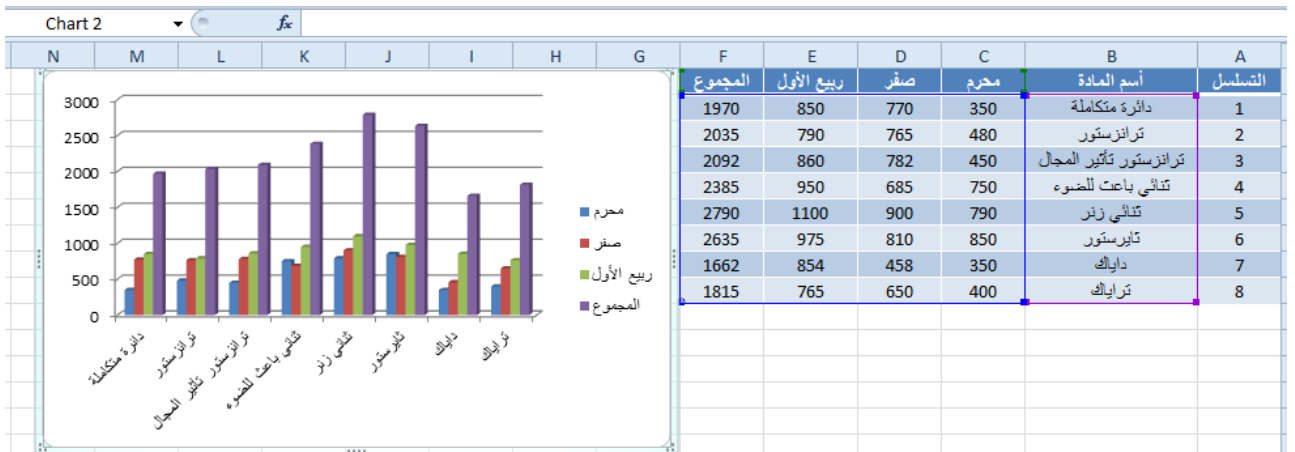 Chart 2
fx
N M L K J I H G F E D C B A
التسلسل أسم المادة محرم صفر ربيع الأول المجموع
1 دائرة متكاملة 350 770 850 1970
2 ترانزستور 480 765 790 2035
3 ترانزستور تأثير المجال 450 782 860 2092
4 ثنائي باعث للضوء 750 685 950 2385
5 ثنائي زنر 790 900 1100 2790
6 ثايرستور 850 810 975 2635
7 داياك 350 458 854 1662
8 تراياك 400 650 765 1815
3000
2500
2000
1500
1000
500
0
دائرة متكاملة
ترانزستور
ترانزستور تأثير المجال
ثنائي باعث للضوء
ثنائي زنر
ثايرستور
داياك
تراياك
محرم
صفر
ربيع الأول
المجموع